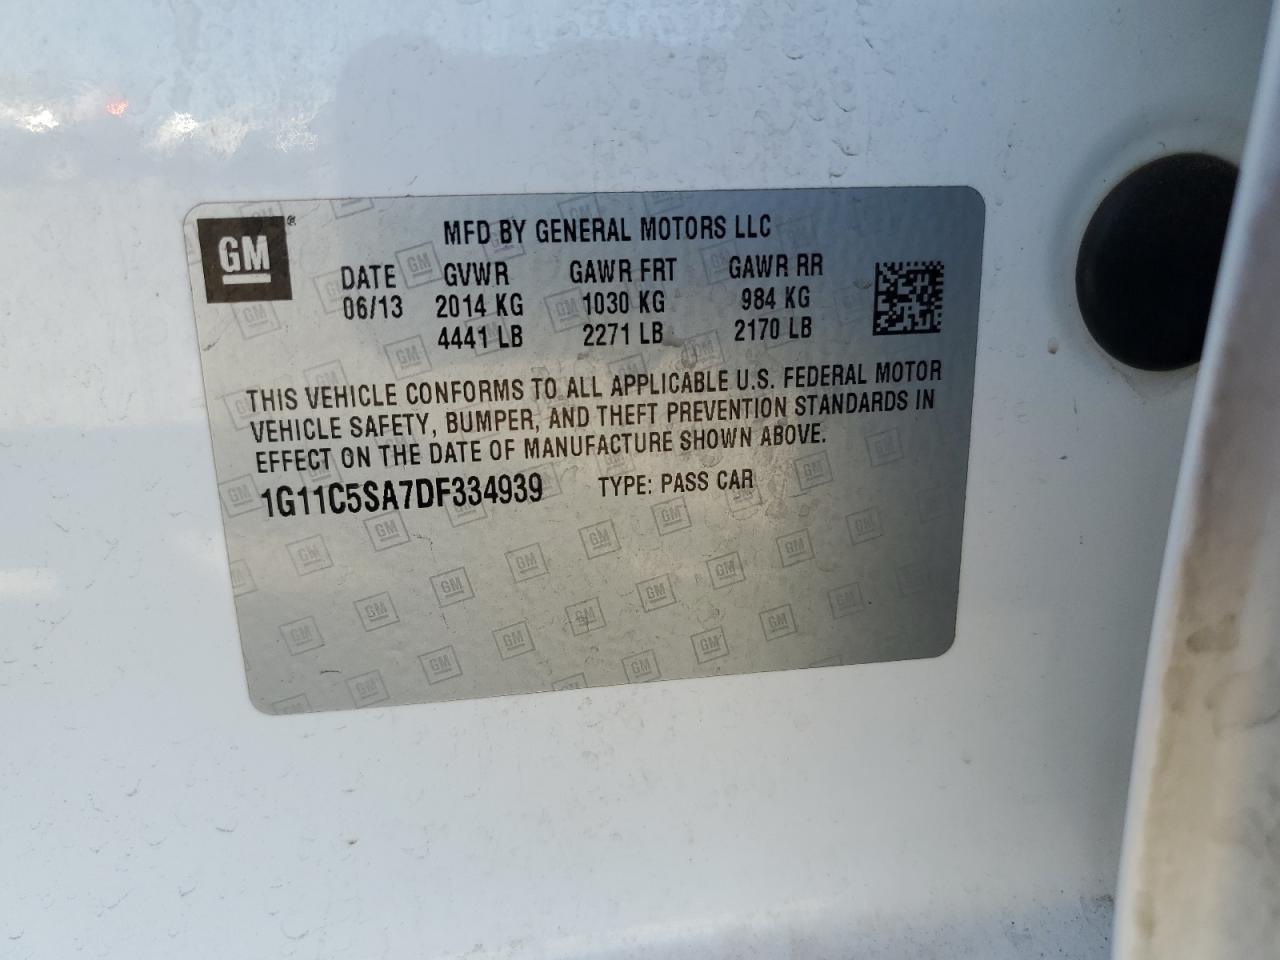 GM ®
MFD BY GENERAL MOTORS LLC
DATE GVWR GAWR FRT GAWR RR
06/13 2014 KG 1030 KG 984 KG
4441 LB 2271 LB 2170 LB
THIS VEHICLE CONFORMS TO ALL APPLICABLE U.S. FEDERAL MOTOR
VEHICLE SAFETY, BUMPER, AND THEFT PREVENTION STANDARDS IN
EFFECT ON THE DATE OF MANUFACTURE SHOWN ABOVE.
1G11C5SA7DF334939 TYPE: PASS CAR